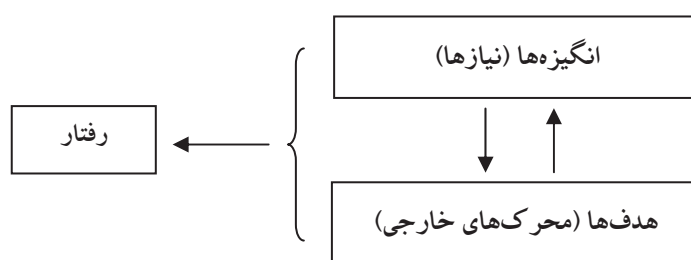 انگیزه‌ها (نیازها)
رفتار
هدف‌ها (محرک‌های خارجی)